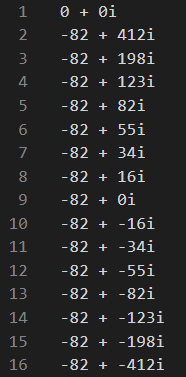 1 0 + 0i
2 -82 + 412i
3 -82 + 198i
4 -82 + 123i
5 -82 + 82i
6 -82 + 55i
7 -82 + 34i
8 -82 + 16i
9 -82 + 0i
10 -82 + -16i
11 -82 + -34i
12 -82 + -55i
13 -82 + -82i
14 -82 + -123i
15 -82 + -198i
16 -82 + -412i